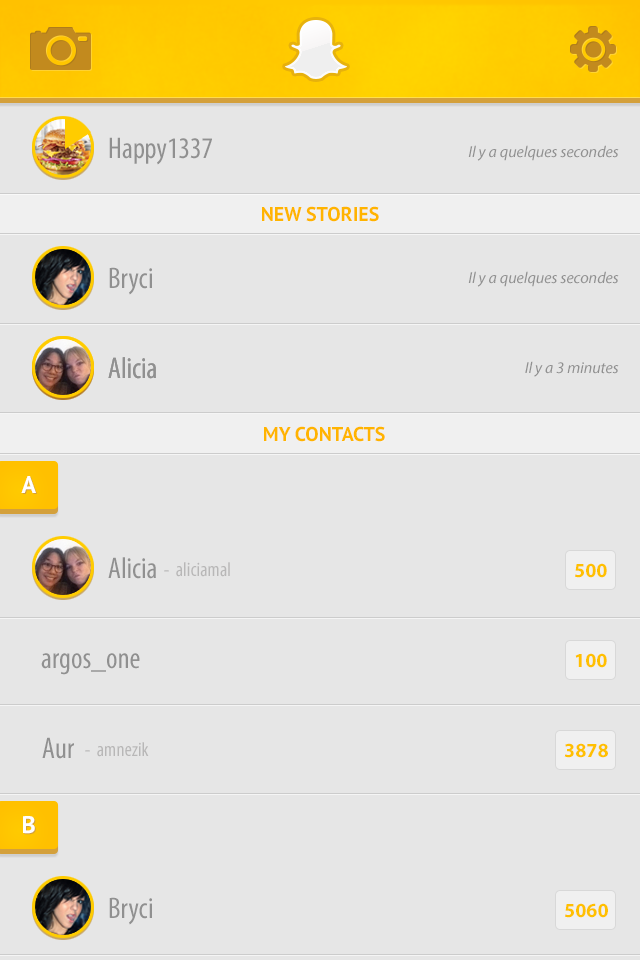 Happy1337 Il y a quelques secondes
NEW STORIES
Bryci Il y a quelques secondes
Alicia Il y a 3 minutes
MY CONTACTS
A
Alicia - aliciamal 500
argos_one 100
Aur - amnezik 3878
B
Bryci 5060